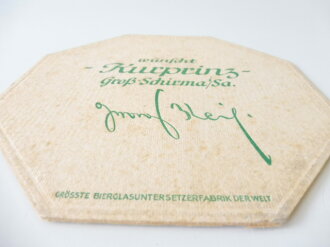 wünscht
- Kurprinz -
Groß Schirma/Sa.
GRÖSSTE BIERGLASUNTERSETZERFABRIK DER WELT